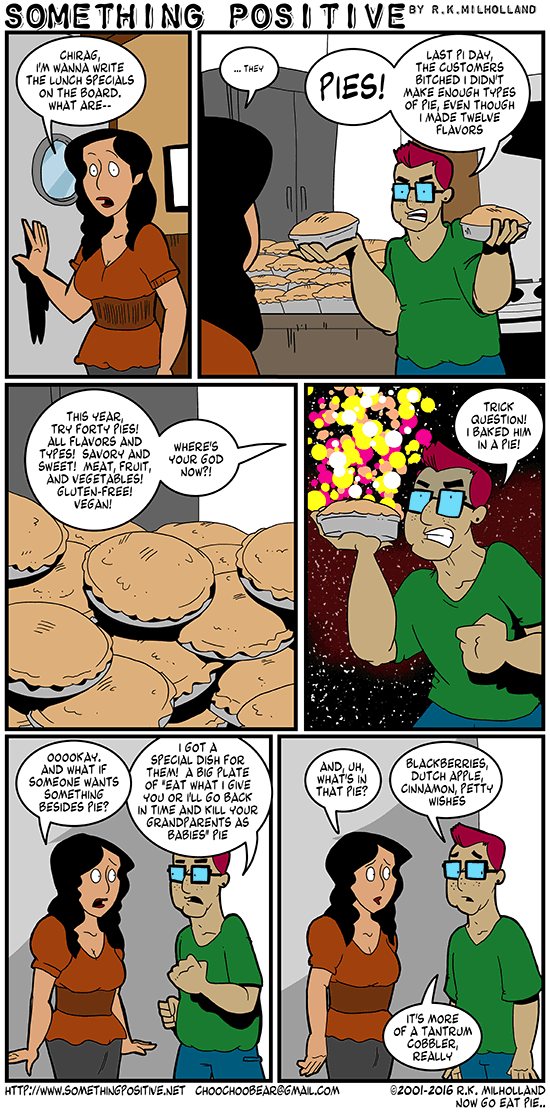 SOMETHING POSITIVE BY R.K.MILHOLLAND
CHIRAG,
I'M WANNA WRITE
THE LUNCH SPECIALS
ON THE BOARD.
WHAT ARE--
... THEY
PIES!
LAST PI DAY,
THE CUSTOMERS
BITCHED I DIDN'T
MAKE ENOUGH TYPES
OF PIE, EVEN THOUGH
I MADE TWELVE
FLAVORS
THIS YEAR,
TRY FORTY PIES!
ALL FLAVORS AND
TYPES! SAVORY AND
SWEET! MEAT, FRUIT,
AND VEGETABLES!
GLUTEN-FREE!
VEGAN!
WHERE'S
YOUR GOD
NOW?!
TRICK
QUESTION!
I BAKED HIM
IN A PIE!
OOOOKAY.
AND WHAT IF
SOMEONE WANTS
SOMETHING
BESIDES PIE?
I GOT A
SPECIAL DISH FOR
THEM! A BIG PLATE
OF "EAT WHAT I GIVE
YOU OR I'LL GO BACK
IN TIME AND KILL YOUR
GRANDPARENTS AS
BABIES" PIE
AND, UH,
WHAT'S IN
THAT PIE?
BLACKBERRIES,
DUTCH APPLE,
CINNAMON, PETTY
WISHES
IT'S MORE
OF A TANTRUM
COBBLER,
REALLY
HTTP://WWW.SOMETHINGPOSITIVE.NET CHOOCHOOBEAR@GMAIL.COM ©2001-2016 R.K. MILHOLLAND
NOW GO EAT PIE..